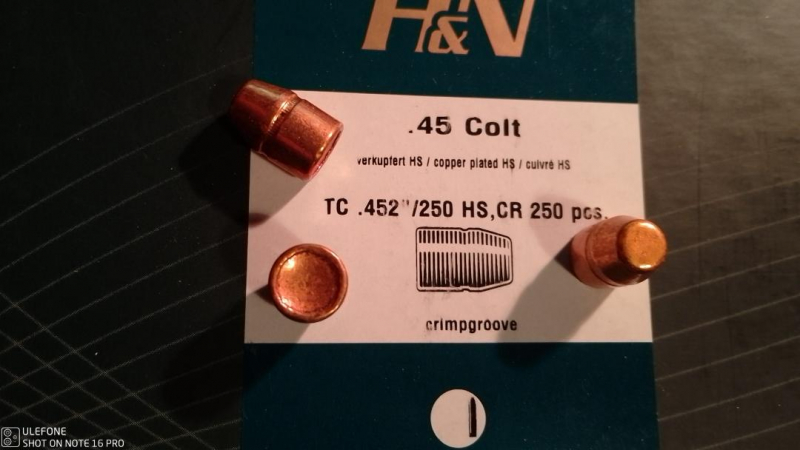 H&N
.45 Colt
verkupfert HS / copper plated HS / cuivré HS
TC .452"/250 HS,CR 250 pcs.
crimpgroove
ULEFONE
SHOT ON NOTE 16 PRO